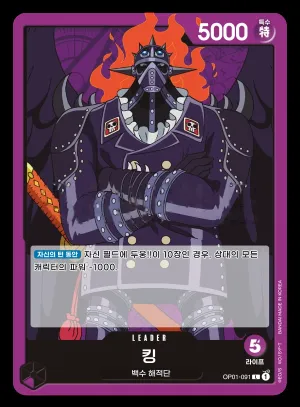 5000
특수
特
자신의 턴 동안 자신 필드에 두웅!!이 10장인 경우, 상대의 모든
캐릭터의 파워 -1000.
LEADER
킹
백수 해적단
5
라이프
OP01-091 L